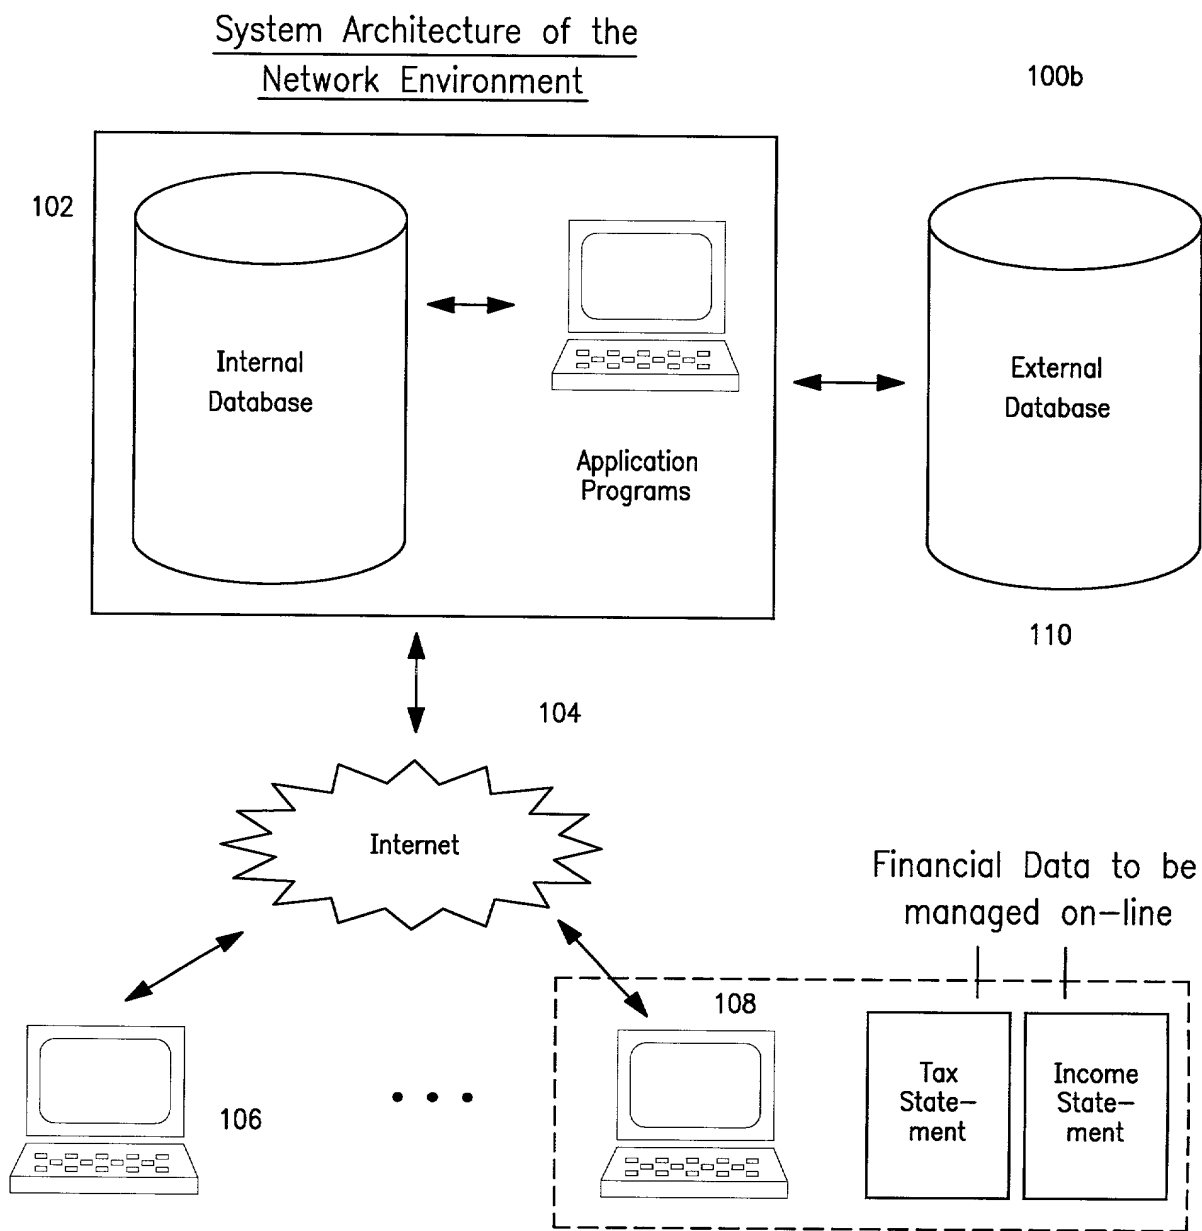 System Architecture of the
Network Environment
100b
102
Internal
Database
Application
Programs
External
Database
110
104
Internet
Financial Data to be
managed on-line
108
106
Tax
State-
ment
Income
State-
ment